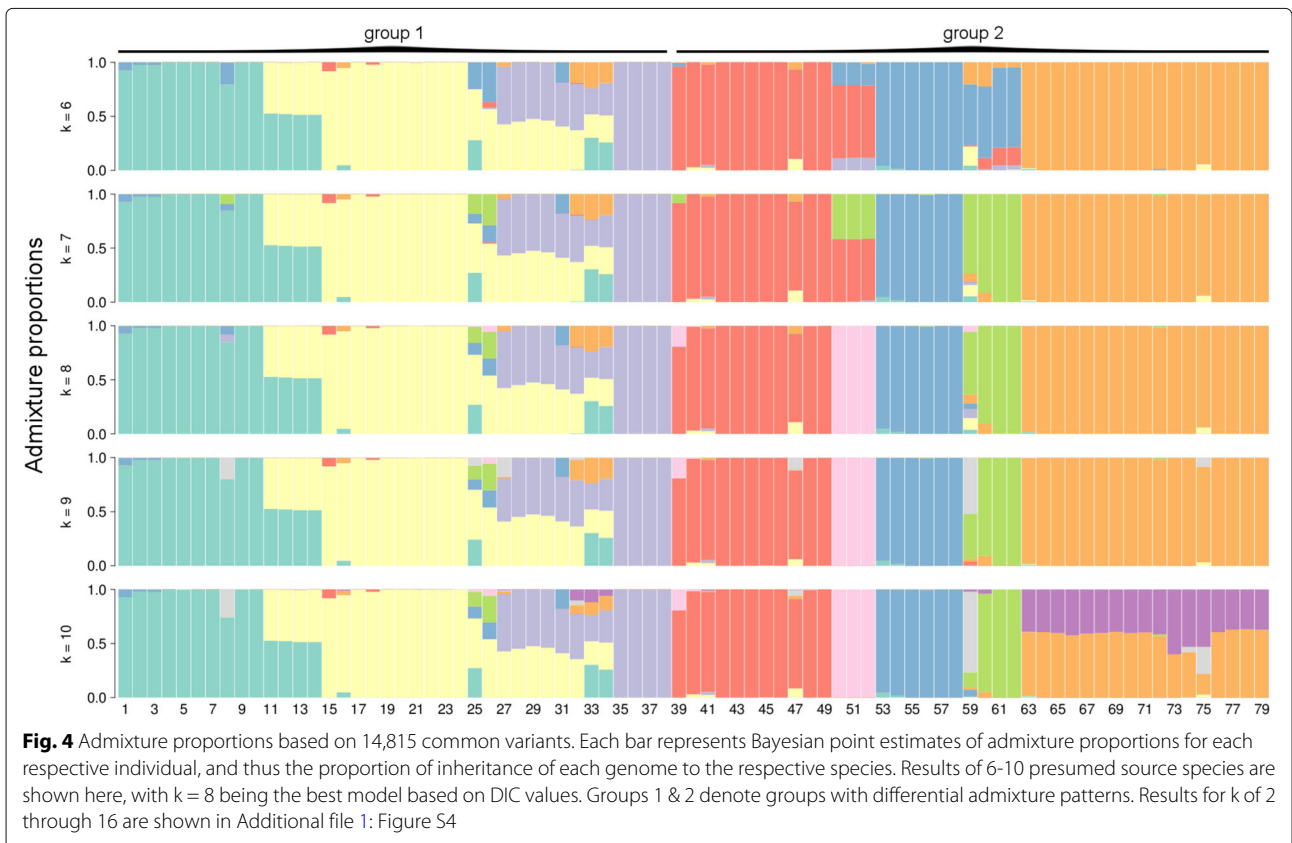 group 1 group 2
Admixture proportions
k = 6
1.0
0.5
0.0
k = 7
1.0
0.5
0.0
k = 8
1.0
0.5
0.0
k = 9
1.0
0.5
0.0
k = 10
1.0
0.5
0.0
1 3 5 7 9 11 13 15 17 19 21 23 25 27 29 31 33 35 37 39 41 43 45 47 49 51 53 55 57 59 61 63 65 67 69 71 73 75 77 79
Fig. 4 Admixture proportions based on 14,815 common variants. Each bar represents Bayesian point estimates of admixture proportions for each
respective individual, and thus the proportion of inheritance of each genome to the respective species. Results of 6-10 presumed source species are
shown here, with k = 8 being the best model based on DIC values. Groups 1 & 2 denote groups with differential admixture patterns. Results for k of 2
through 16 are shown in Additional file 1: Figure S4